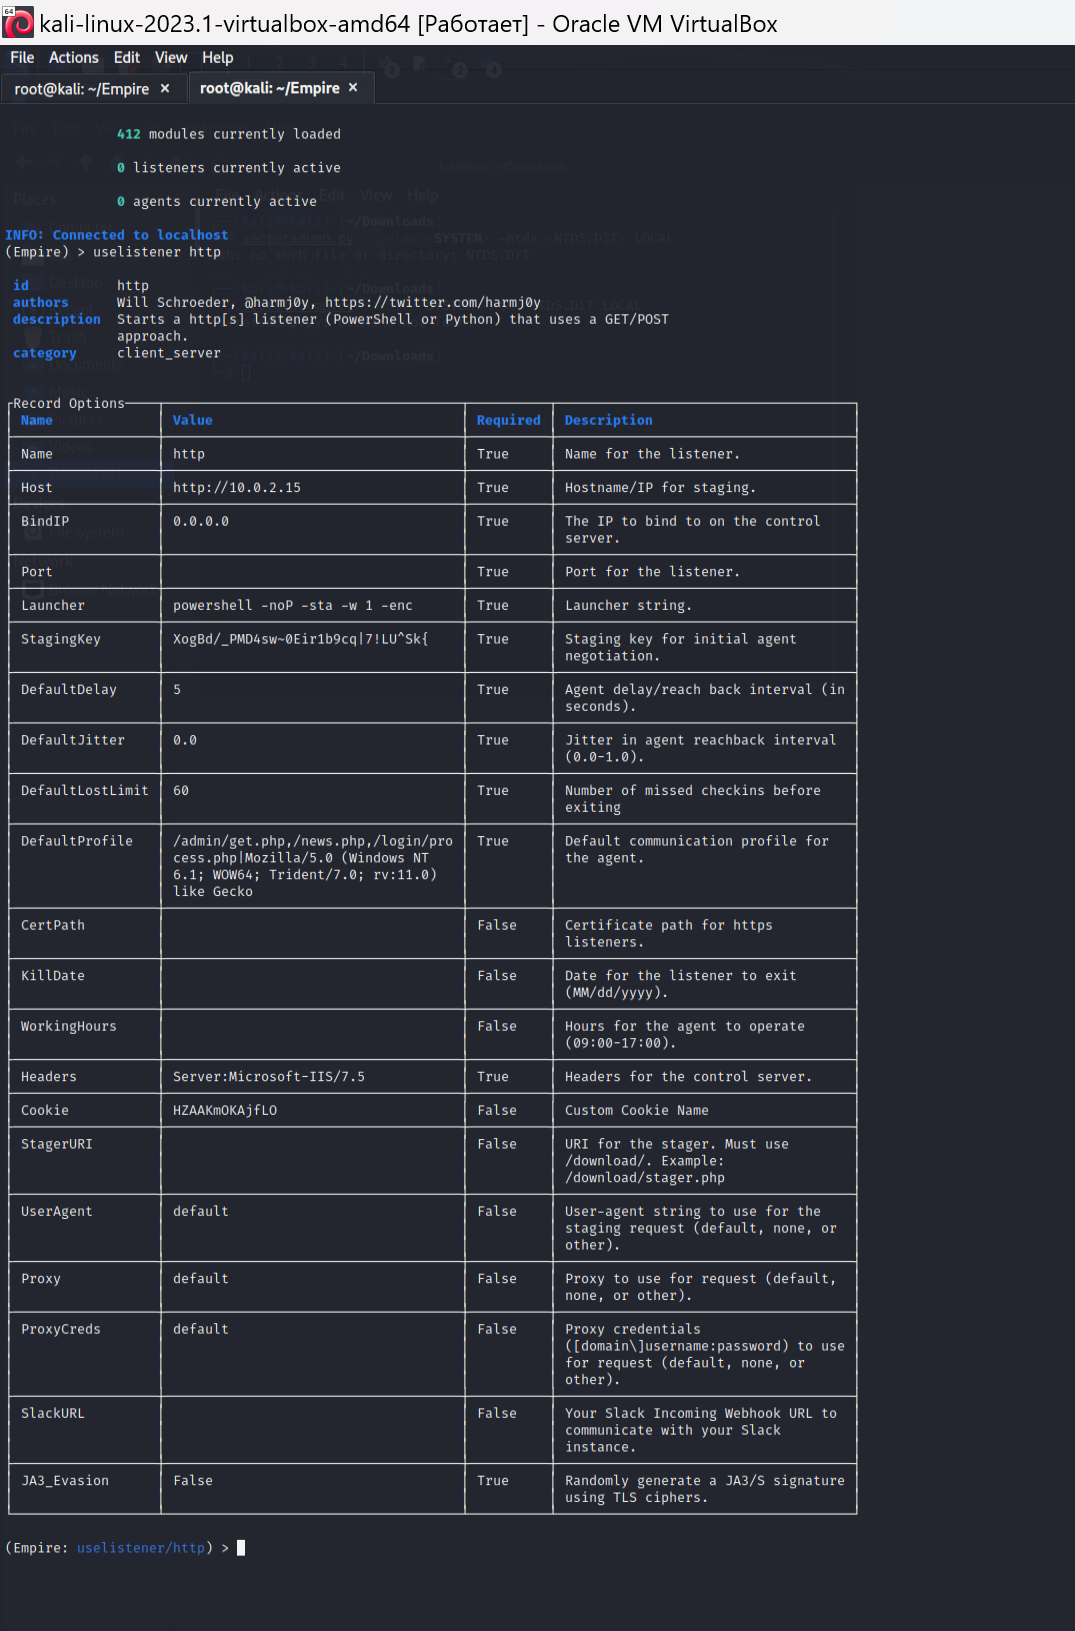 64
kali-linux-2023.1-virtualbox-amd64 [Работает] - Oracle VM VirtualBox
File Actions Edit View Help
root@kali: ~/Empire × root@kali: ~/Empire ×
412 modules currently loaded
0 listeners currently active
0 agents currently active
INFO: Connected to localhost
(Empire) > uselistener http
id http
authors Will Schroeder, @harmj0y, https://twitter.com/harmj0y
description Starts a http[s] listener (PowerShell or Python) that uses a GET/POST
approach.
category client_server
Record Options
Name Value Required Description
Name http True Name for the listener.
Host http://10.0.2.15 True Hostname/IP for staging.
BindIP 0.0.0.0 True The IP to bind to on the control
server.
Port True Port for the listener.
Launcher powershell -noP -sta -w 1 -enc True Launcher string.
StagingKey XogBd/_PMD4sw~0Eir1b9cq|7!LU^Sk{ True Staging key for initial agent
negotiation.
DefaultDelay 5 True Agent delay/reach back interval (in
seconds).
DefaultJitter 0.0 True Jitter in agent reachback interval
(0.0-1.0).
DefaultLostLimit 60 True Number of missed checkins before
exiting
DefaultProfile /admin/get.php,/news.php,/login/pro True Default communication profile for
cess.php|Mozilla/5.0 (Windows NT the agent.
6.1; WOW64; Trident/7.0; rv:11.0)
like Gecko
CertPath False Certificate path for https
listeners.
KillDate False Date for the listener to exit
(MM/dd/yyyy).
WorkingHours False Hours for the agent to operate
(09:00-17:00).
Headers Server:Microsoft-IIS/7.5 True Headers for the control server.
Cookie HZAAKmOKAjfLO False Custom Cookie Name
StagerURI False URI for the stager. Must use
/download/. Example:
/download/stager.php
UserAgent default False User-agent string to use for the
staging request (default, none, or
other).
Proxy default False Proxy to use for request (default,
none, or other).
ProxyCreds default False Proxy credentials
([domain\]username:password) to use
for request (default, none, or
other).
SlackURL False Your Slack Incoming Webhook URL to
communicate with your Slack
instance.
JA3_Evasion False True Randomly generate a JA3/S signature
using TLS ciphers.
(Empire: uselistener/http) >